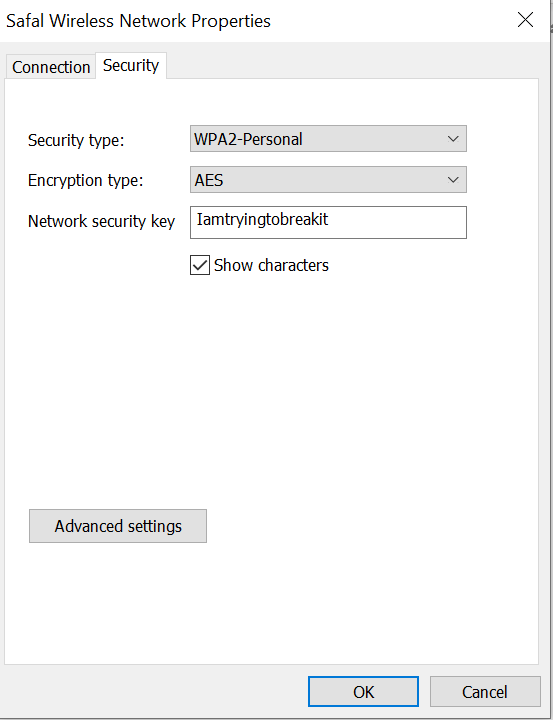 Safal Wireless Network Properties
Connection Security
Security type: WPA2-Personal
Encryption type: AES
Network security key Iamtryingtobreakit
Show characters
Advanced settings
OK Cancel